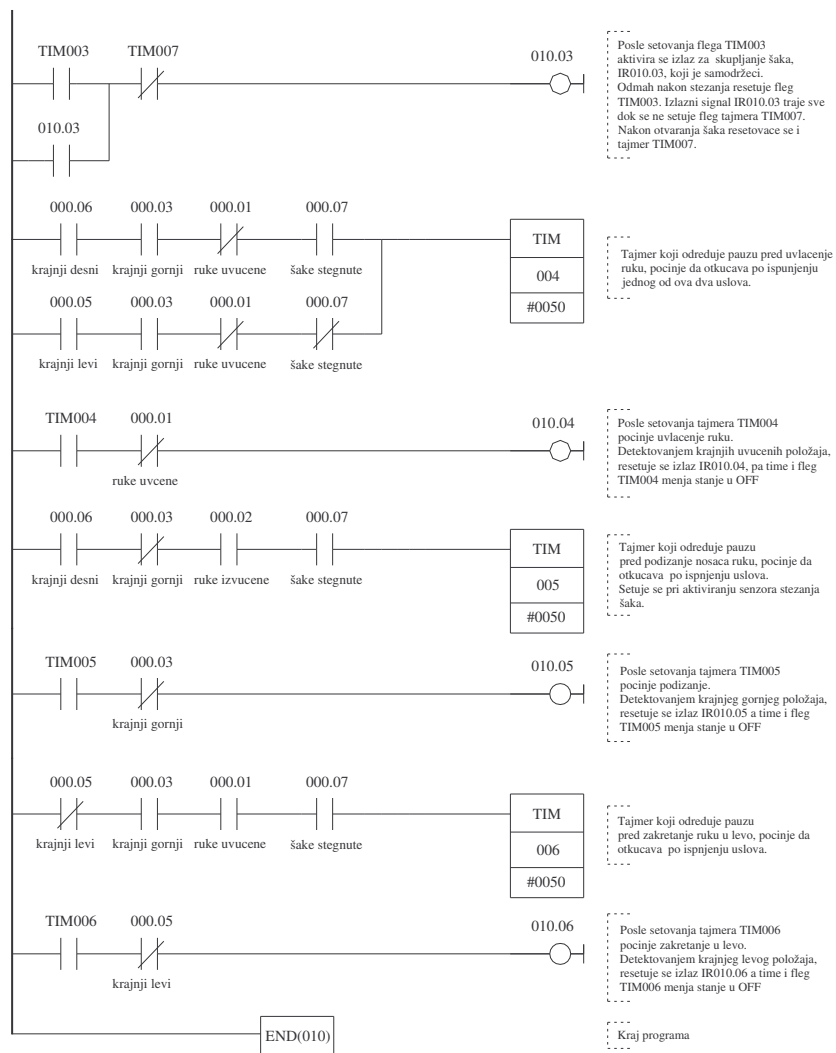 TIM003 TIM007 010.03
010.03
Posle setovanja flega TIM003
aktivira se izlaz za skupljanje šaka,
IR010.03, koji je samodržeci.
Odmah nakon stezanja resetuje fleg
TIM003. Izlazni signal IR010.03 traje sve
dok se ne setuje fleg tajmera TIM007.
Nakon otvaranja šaka resetovace se i
tajmer TIM007.
000.06 000.03 000.01 000.07
krajnji desni krajnji gornji ruke uvucene šake stegnute
000.05 000.03 000.01 000.07
krajnji levi krajnji gornji ruke uvucene šake stegnute
TIM
004
#0050
Tajmer koji odreduje pauzu pred uvlacenje
ruku, pocinje da otkucava po ispunjenju
jednog od ova dva uslova.
TIM004 000.01 010.04
ruke uvcene
Posle setovanja tajmera TIM004
pocinje uvlacenje ruku.
Detektovanjem krajnjih uvucenih položaja,
resetuje se izlaz IR010.04, pa time i fleg
TIM004 menja stanje u OFF
000.06 000.03 000.02 000.07
krajnji desni krajnji gornji ruke izvucene šake stegnute
TIM
005
#0050
Tajmer koji odreduje pauzu
pred podizanje nosaca ruku, pocinje da
otkucava po ispnjenju uslova.
Setuje se pri aktiviranju senzora stezanja
šaka.
TIM005 000.03 010.05
krajnji gornji
Posle setovanja tajmera TIM005
pocinje podizanje.
Detektovanjem krajnjeg gornjeg položaja,
resetuje se izlaz IR010.05 a time i fleg
TIM005 menja stanje u OFF
000.05 000.03 000.01 000.07
krajnji levi krajnji gornji ruke uvucene šake stegnute
TIM
006
#0050
Tajmer koji odreduje pauzu
pred zakretanje ruku u levo, pocinje da
otkucava po ispnjenju uslova.
TIM006 000.05 010.06
krajnji levi
Posle setovanja tajmera TIM006
pocinje zakretanje u levo.
Detektovanjem krajnjeg levog položaja,
resetuje se izlaz IR010.06 a time i fleg
TIM006 menja stanje u OFF
END(010)
Kraj programa